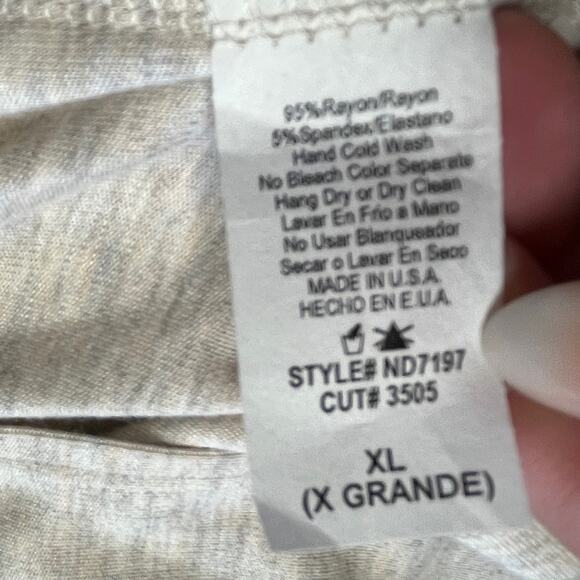 95%Rayon/Rayon
5%Spandex/Elastano
Hand Cold Wash
No Bleach Color Separate
Hang Dry or Dry Clean
Lavar En Frio a Mano
No Usar Blanqueador
Secar o Lavar En Seco
MADE IN U.S.A.
HECHO EN E.U.A.
STYLE# ND7197
CUT# 3505
XL
(X GRANDE)